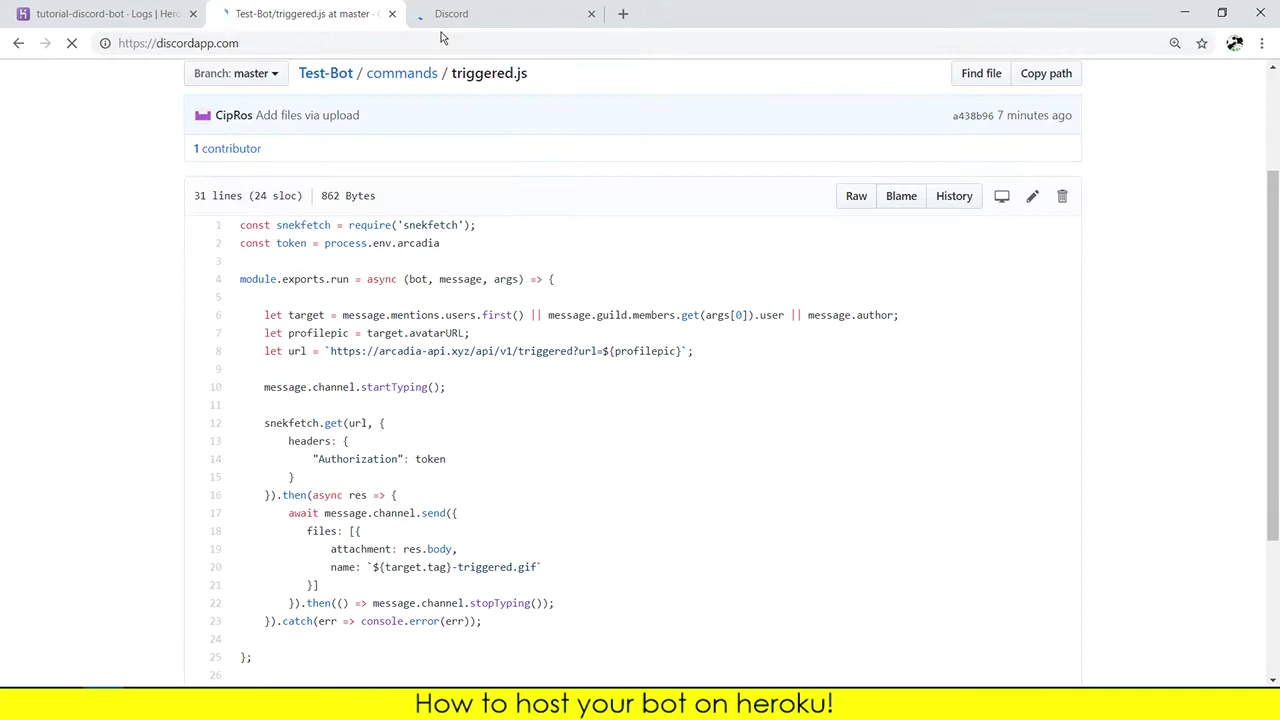 tutorial-discord-bot · Logs | Hero
Test-Bot/triggered.js at master ·
Discord
https://discordapp.com
Branch: master
Test-Bot / commands / triggered.js
Find file
Copy path
CipRos Add files via upload
a438b96 7 minutes ago
1 contributor
31 lines (24 sloc)
862 Bytes
Raw
Blame
History
1 const snekfetch = require('snekfetch');
2 const token = process.env.arcadia
3
4 module.exports.run = async (bot, message, args) => {
5
6 let target = message.mentions.users.first() || message.guild.members.get(args[0]).user || message.author;
7 let profilepic = target.avatarURL;
8 let url = `https://arcadia-api.xyz/api/v1/triggered?url=${profilepic}`;
9
10 message.channel.startTyping();
11
12 snekfetch.get(url, {
13 headers: {
14 "Authorization": token
15 }
16 }).then(async res => {
17 await message.channel.send({
18 files: [{
19 attachment: res.body,
20 name: `${target.tag}-triggered.gif`
21 }]
22 }).then(() => message.channel.stopTyping());
23 }).catch(err => console.error(err));
24
25 };
26
How to host your bot on heroku!